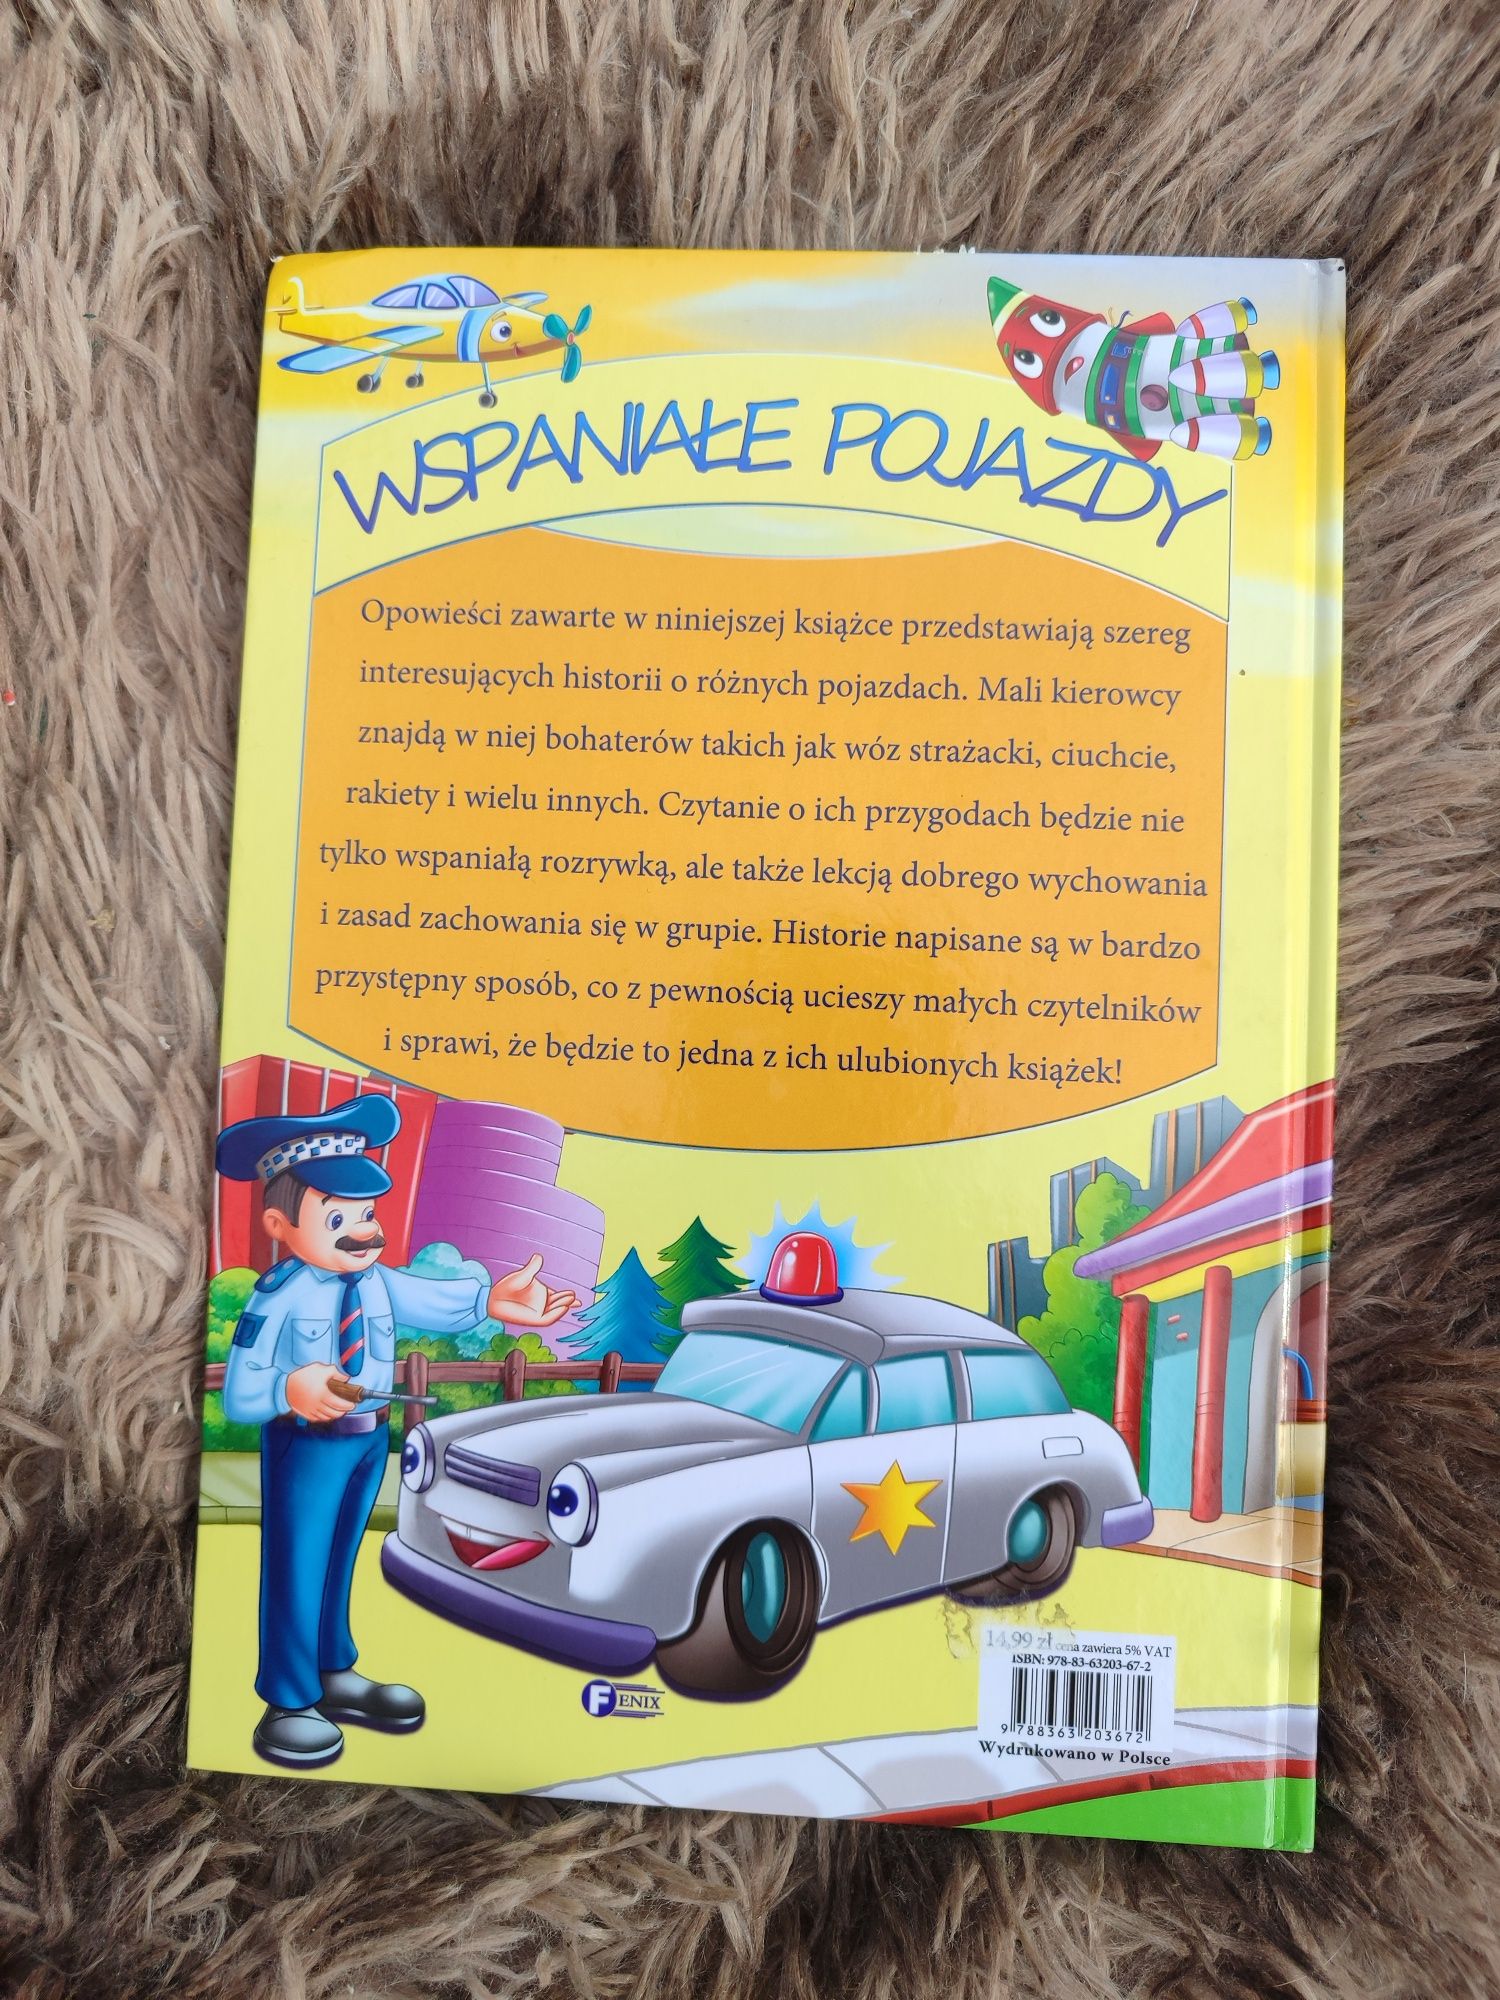 WSPANIAŁE POJAZDY
Opowieści zawarte w niniejszej książce przedstawiają szereg
interesujących historii o różnych pojazdach. Mali kierowcy
znajdą w niej bohaterów takich jak wóz strażacki, ciuchcie,
rakiety i wielu innych. Czytanie o ich przygodach będzie nie
tylko wspaniałą rozrywką, ale także lekcją dobrego wychowania
i zasad zachowania się w grupie. Historie napisane są w bardzo
przystępny sposób, co z pewnością ucieszy małych czytelników
i sprawi, że będzie to jedna z ich ulubionych książek!
14,99 zł cena zawiera 5% VAT
ISBN: 978-83-63203-67-2
9 788363 203672
Wydrukowano w Polsce
FENIX